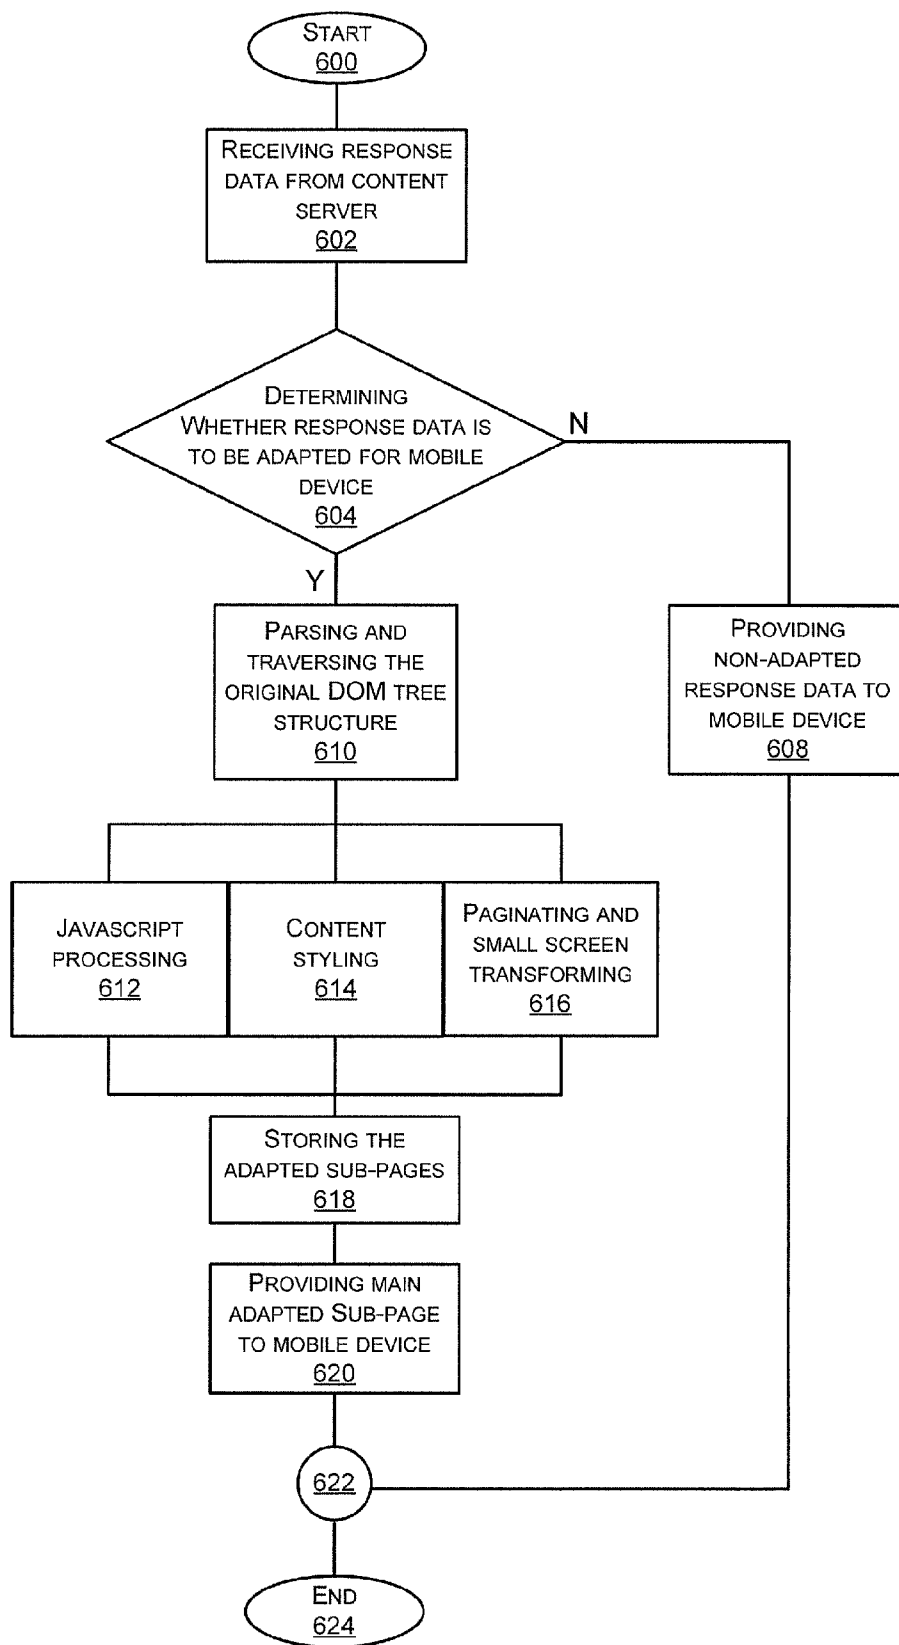 START
600
RECEIVING RESPONSE
DATA FROM CONTENT
SERVER
602
DETERMINING
WHETHER RESPONSE DATA IS
TO BE ADAPTED FOR MOBILE
DEVICE
604
N
Y
PARSING AND
TRAVERSING THE
ORIGINAL DOM TREE
STRUCTURE
610
PROVIDING
NON-ADAPTED
RESPONSE DATA TO
MOBILE DEVICE
608
JAVASCRIPT
PROCESSING
612
CONTENT
STYLING
614
PAGINATING AND
SMALL SCREEN
TRANSFORMING
616
STORING THE
ADAPTED SUB-PAGES
618
PROVIDING MAIN
ADAPTED SUB-PAGE
TO MOBILE DEVICE
620
622
END
624